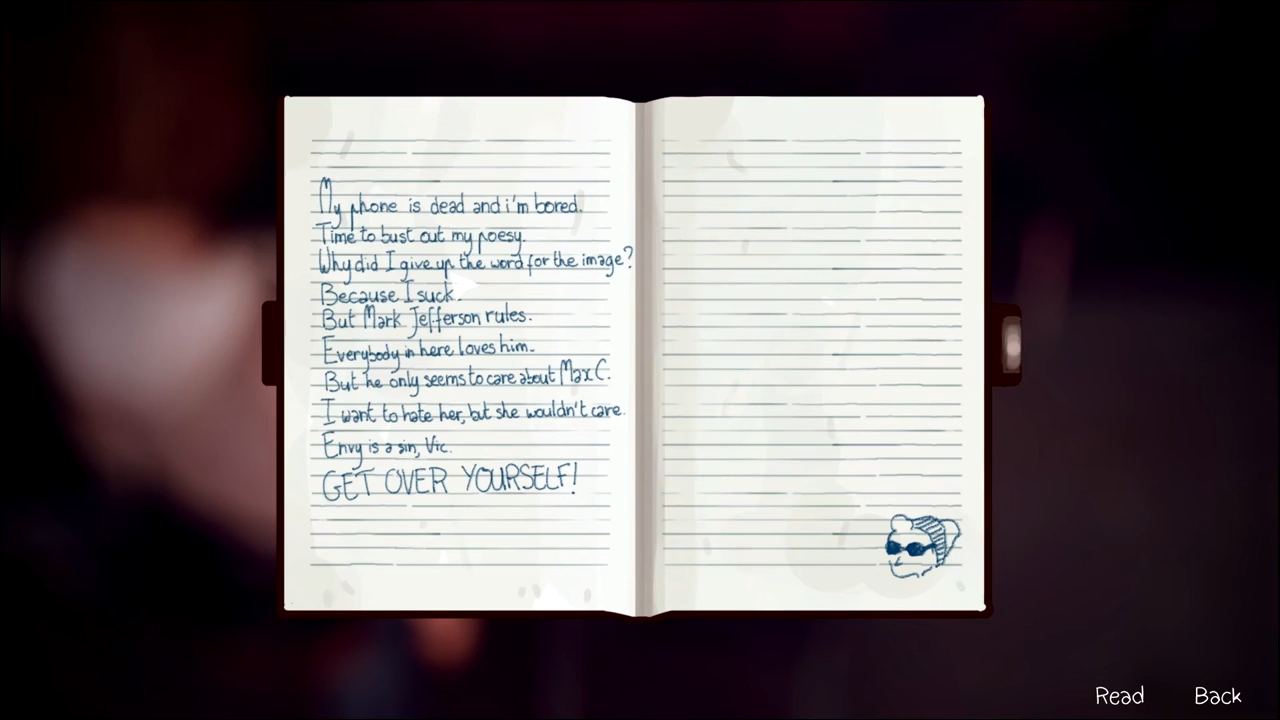 My phone is dead and i'm bored.
Time to bust out my poesy.
Why did I give up the word for the image?
Because I suck.
But Mark Jefferson rules.
Everybody in here loves him.
But he only seems to care about Max C.
I want to hate her, but she wouldn't care.
Envy is a sin, Vic.
GET OVER YOURSELF!
Read Back